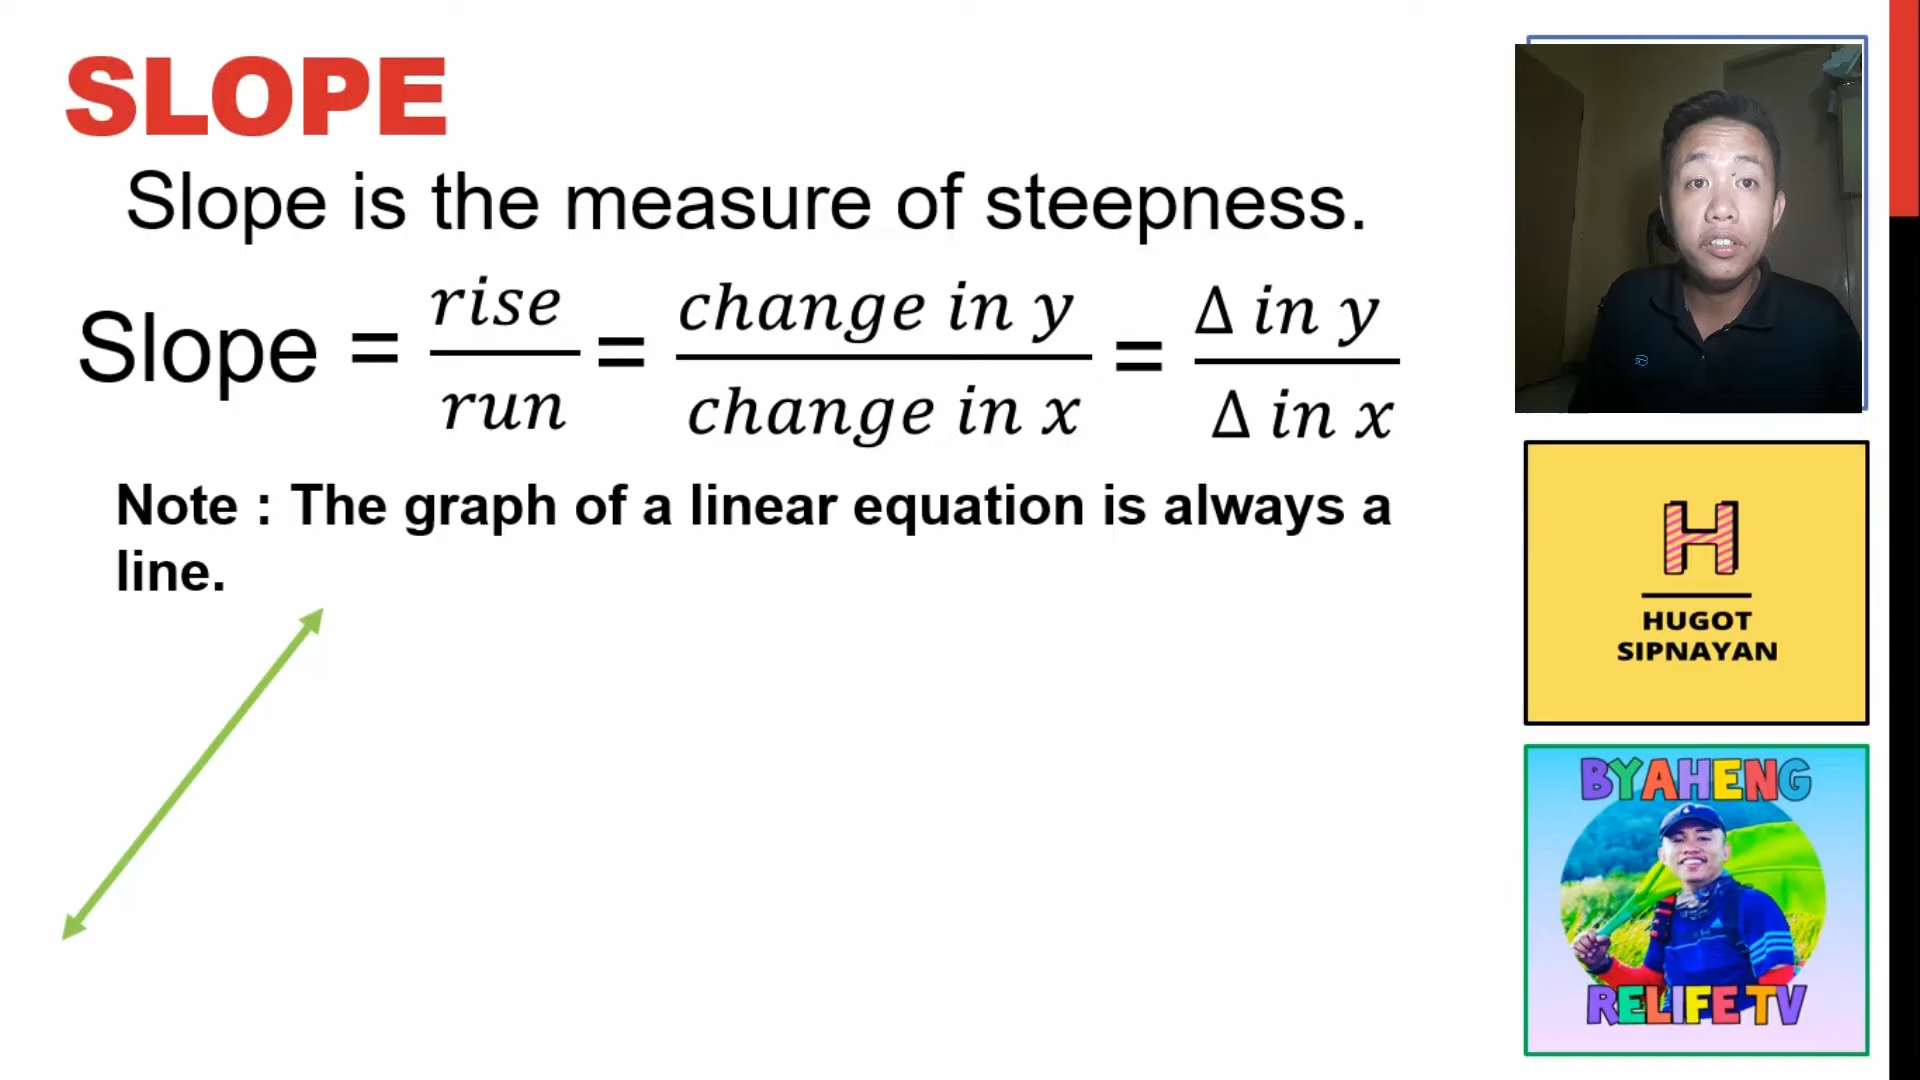 SLOPE
Slope is the measure of steepness.
Slope = rise/run = change in y/change in x = Δ in y/Δ in x
Note : The graph of a linear equation is always a
line.
H
HUGOT
SIPNAYAN
BYAHENG
RELIFE TV